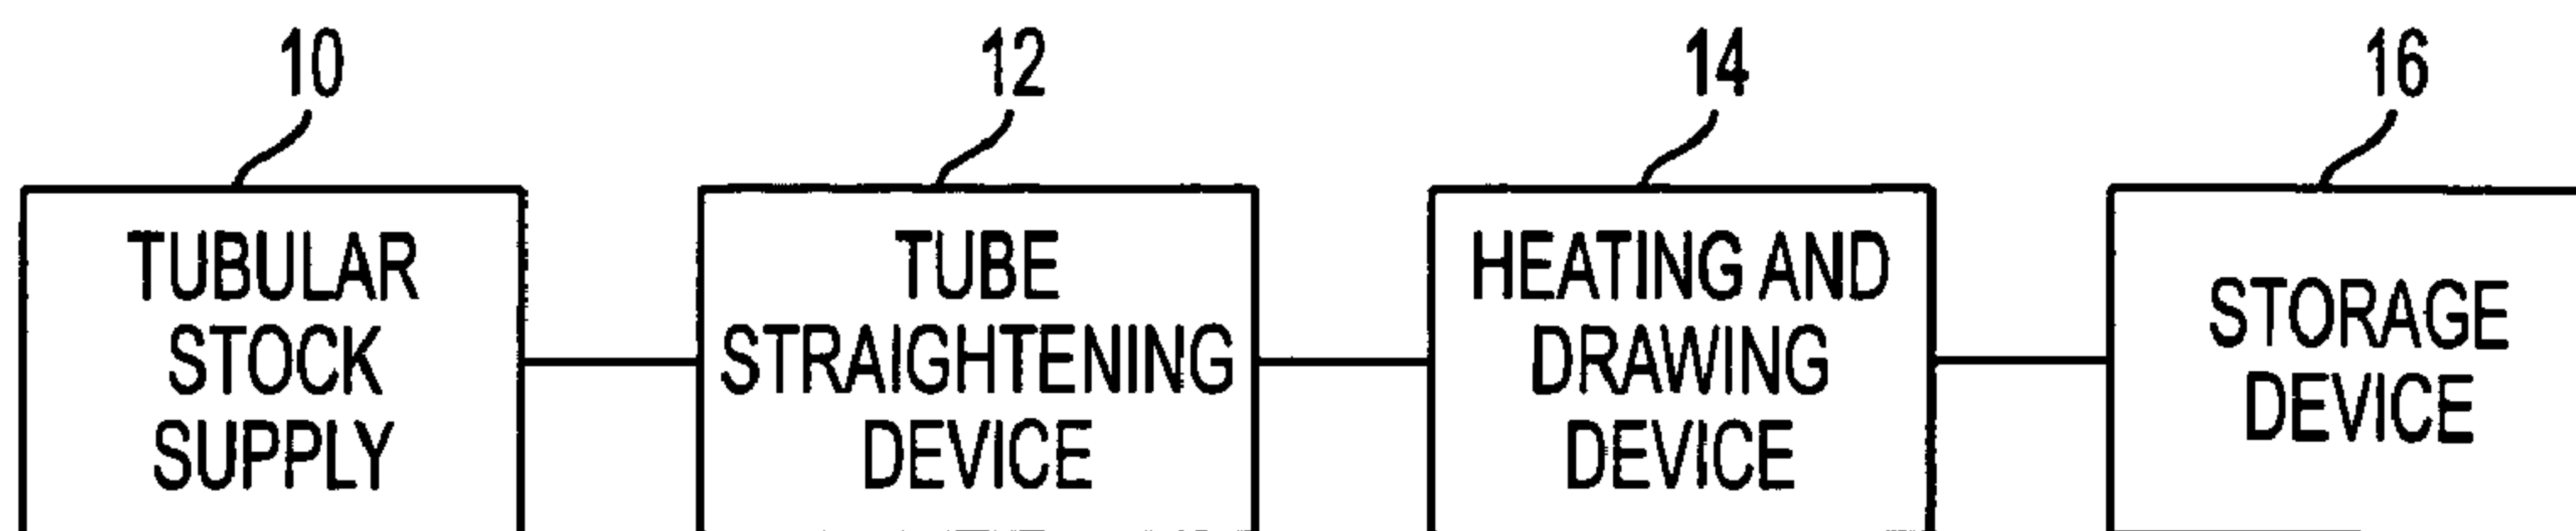 10
12
14
16
TUBULAR
STOCK
SUPPLY
TUBE
STRAIGHTENING
DEVICE
HEATING AND
DRAWING
DEVICE
STORAGE
DEVICE